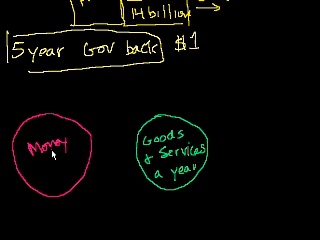 14 billion
5 year Gov back $1
Money
Goods
& Services
a year